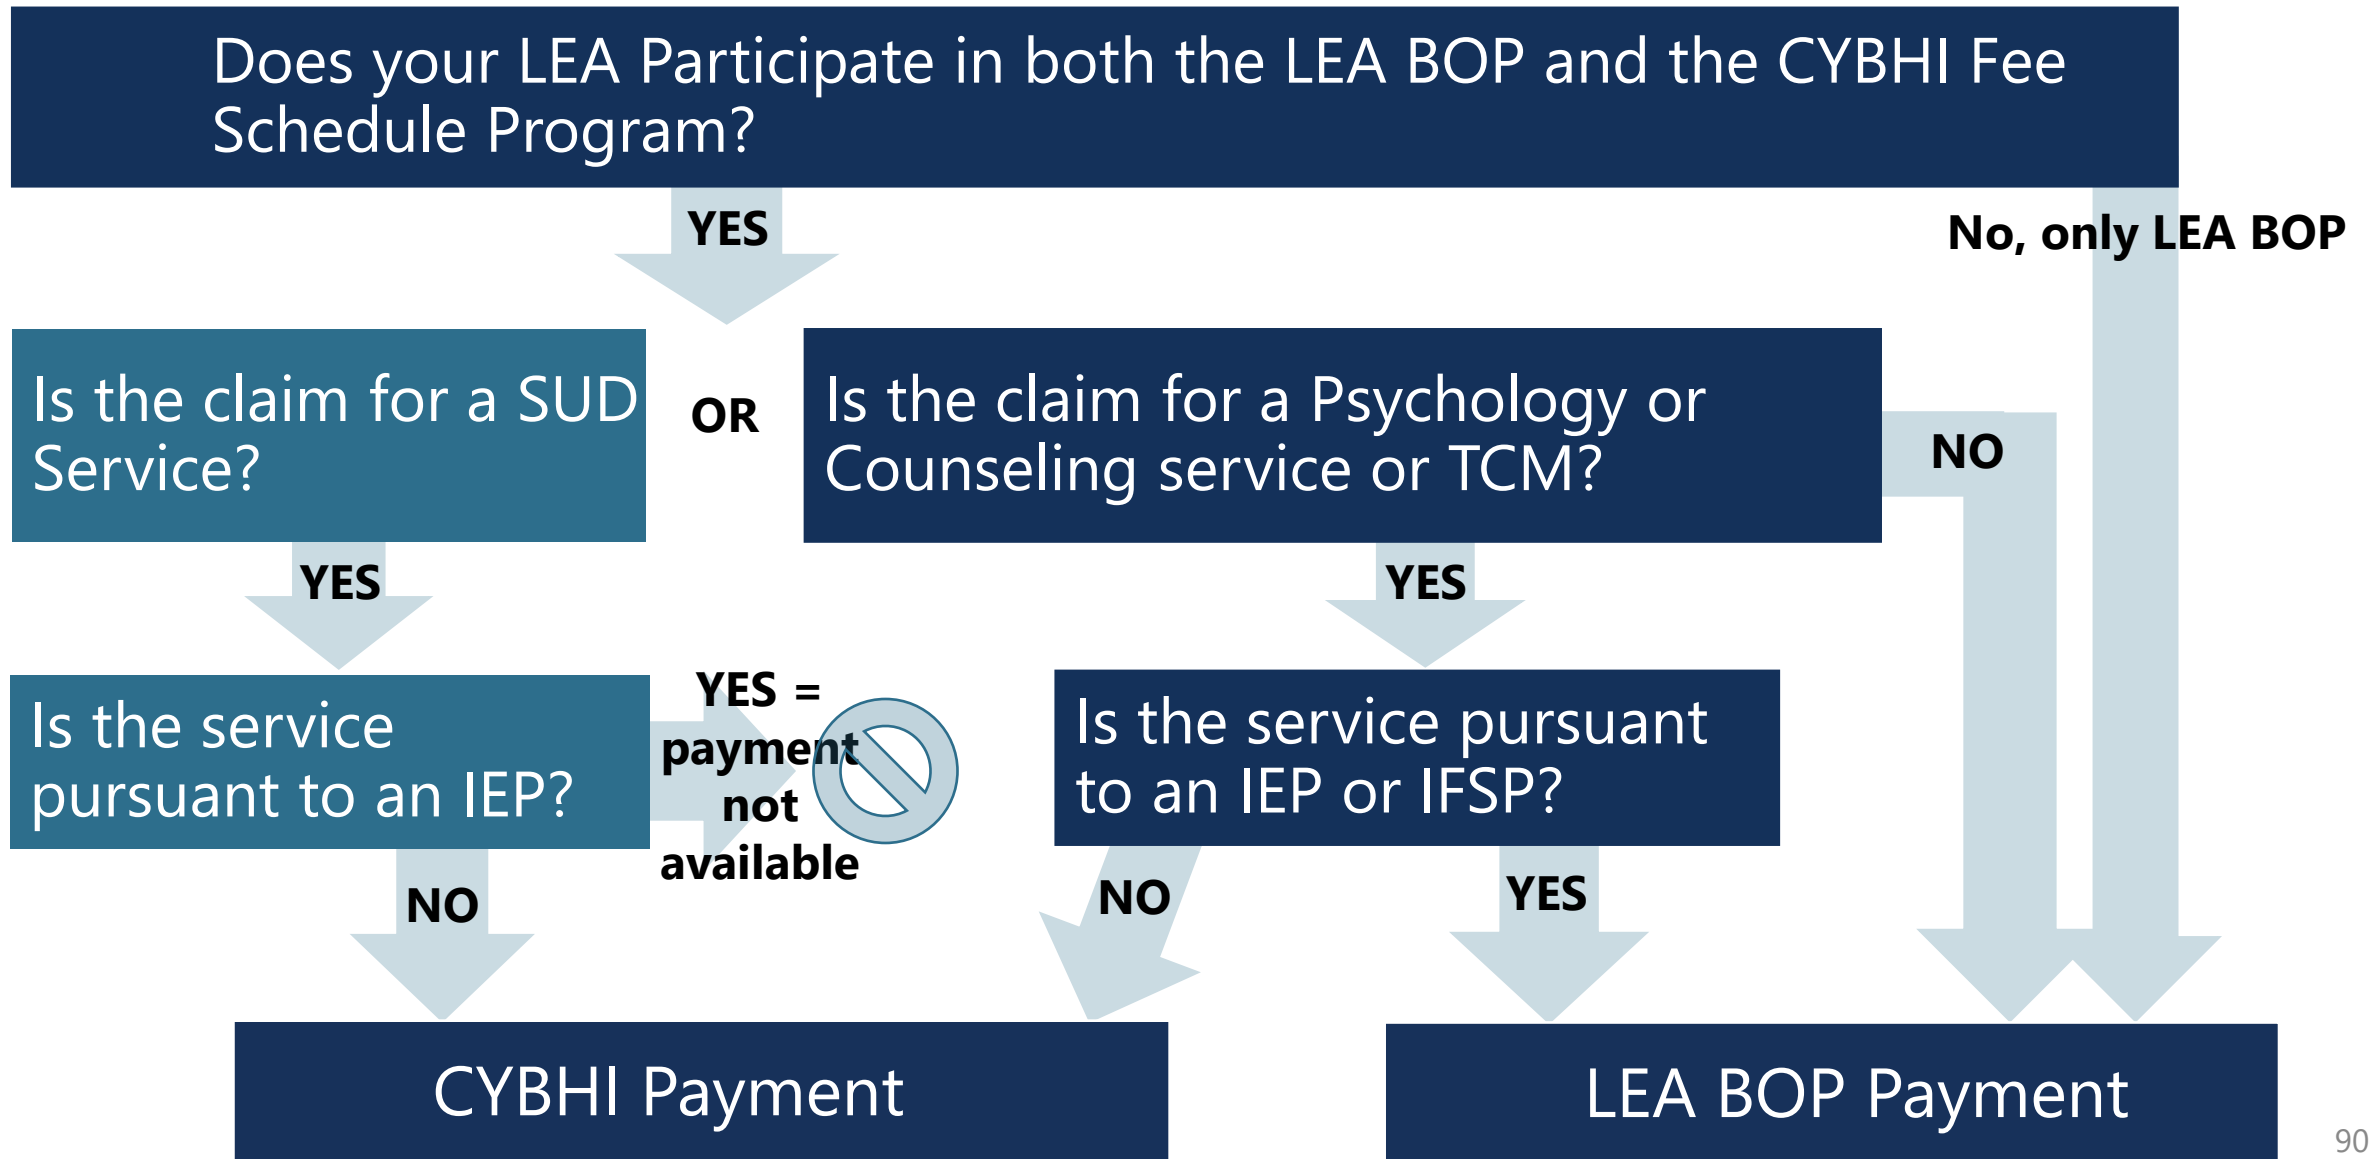 Does your LEA Participate in both the LEA BOP and the CYBHI Fee
Schedule Program?
YES
No, only LEA BOP
Is the claim for a SUD
Service?
OR
Is the claim for a Psychology or
Counseling service or TCM?
NO
YES
YES
Is the service
pursuant to an IEP?
YES =
payment
not
available
Is the service pursuant
to an IEP or IFSP?
NO
NO
YES
CYBHI Payment
LEA BOP Payment
90